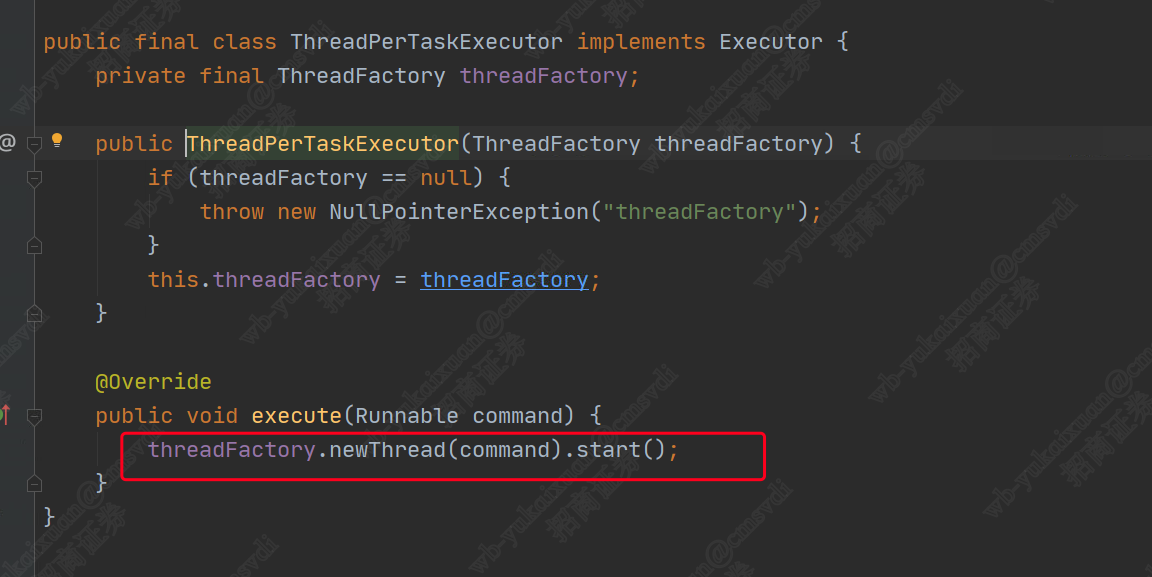 public final class ThreadPerTaskExecutor implements Executor {
private final ThreadFactory threadFactory;
public ThreadPerTaskExecutor(ThreadFactory threadFactory) {
if (threadFactory == null) {
throw new NullPointerException("threadFactory");
}
this.threadFactory = threadFactory;
}
@Override
public void execute(Runnable command) {
threadFactory.newThread(command).start();
}
}
wb-yukaixuan@cmsvdi
招商证券